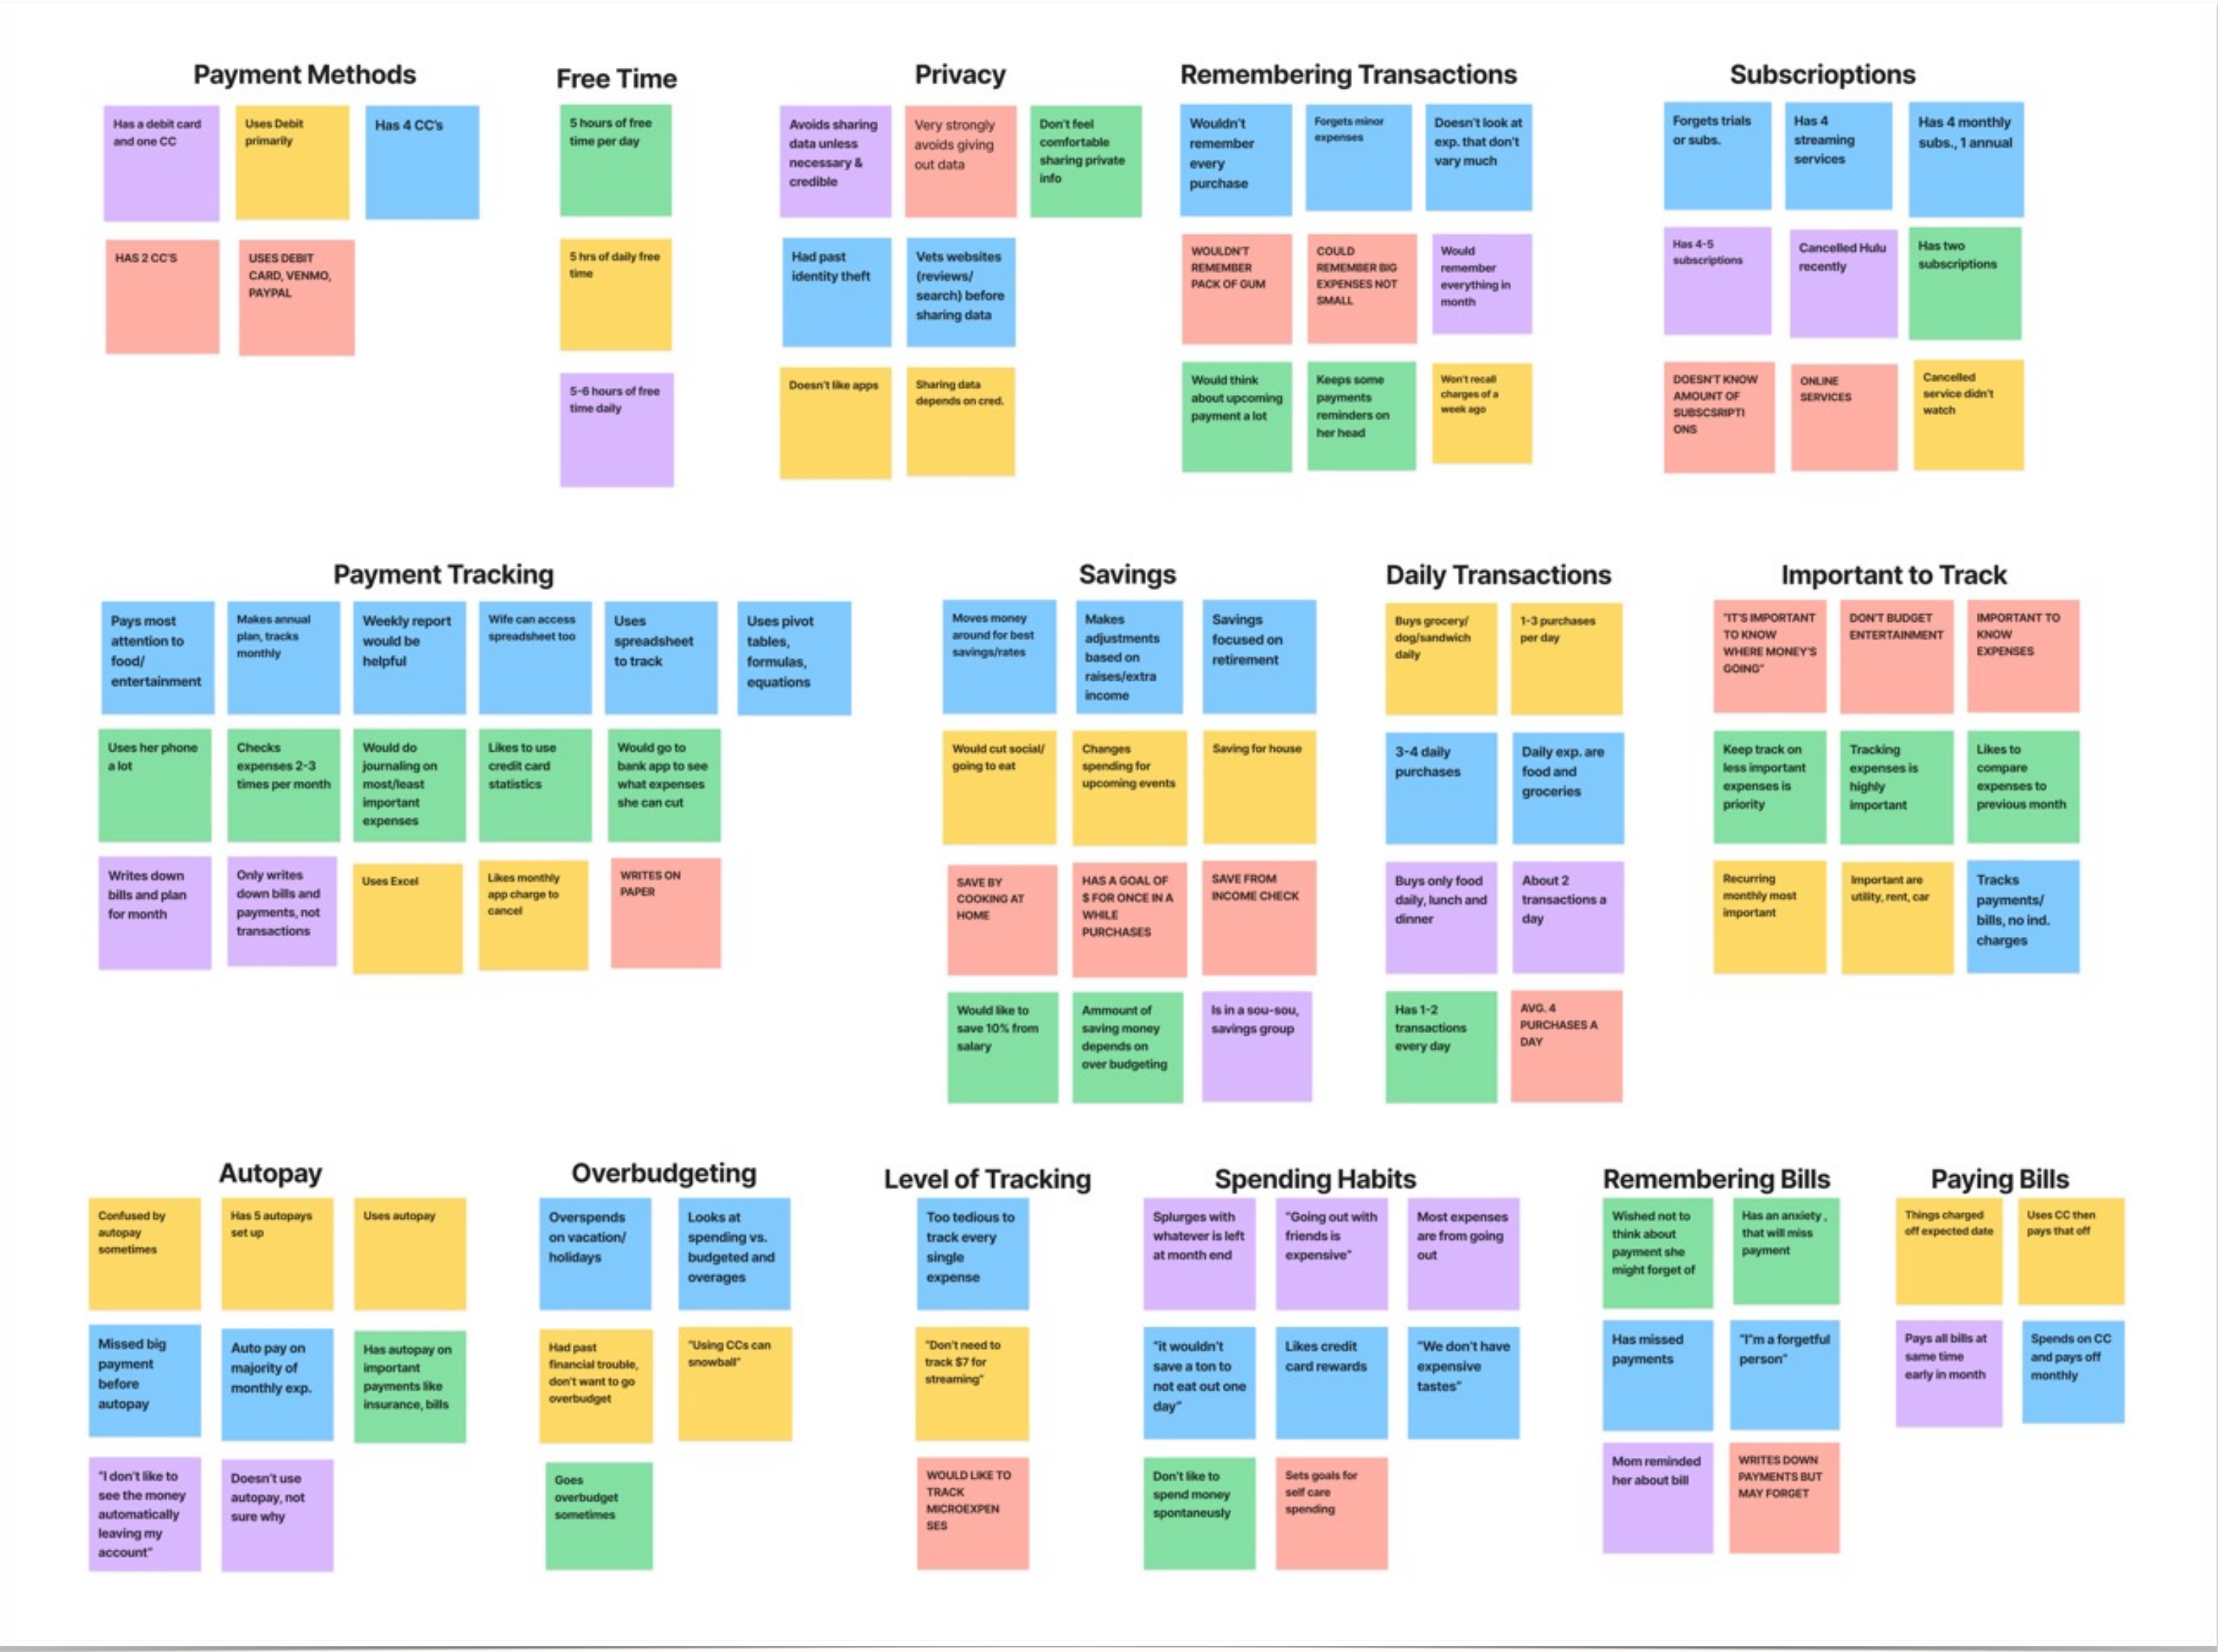 Payment Methods
Has a debit card
and one CC
Uses Debit
primarily
Has 4 CC's
HAS 2 CC'S
USES DEBIT
CARD, VENMO,
PAYPAL
Free Time
5 hours of free
time per day
5 hrs of daily free
time
5-6 hours of free
time daily
Privacy
Avoids sharing
data unless
necessary &
credible
Very strongly
avoids giving
out data
Don't feel
comfortable
sharing private
info
Had past
identity theft
Vets websites
(reviews/
search) before
sharing data
Doesn't like apps
Sharing data
depends on cred.
Remembering Transactions
Wouldn't
remember
every
purchase
Forgets minor
expenses
Doesn't look at
exp. that don't
vary much
WOULDN'T
REMEMBER
PACK OF GUM
COULD
REMEMBER BIG
EXPENSES NOT
SMALL
Would
remember
everything in
month
Would think
about upcoming
payment a lot
Keeps some
payments
reminders on
her head
Won't recall
charges of a
week ago
Subscrioptions
Forgets trials
or subs.
Has 4
streaming
services
Has 4 monthly
subs., 1 annual
Has 4-5
subscriptions
Cancelled Hulu
recently
Has two
subscriptions
DOESN'T KNOW
AMOUNT OF
SUBSCSRIPTI
ONS
ONLINE
SERVICES
Cancelled
service didn't
watch
Payment Tracking
Pays most
attention to
food/
entertainment
Makes annual
plan, tracks
monthly
Weekly report
would be
helpful
Wife can access
spreadsheet too
Uses
spreadsheet
to track
Uses pivot
tables,
formulas,
equations
Uses her phone
a lot
Checks
expenses 2-3
times per month
Would do
journaling on
most/least
important
expenses
Likes to use
credit card
statistics
Would go to
bank app to see
what expenses
she can cut
Writes down
bills and plan
for month
Only writes
down bills and
payments, not
transactions
Uses Excel
Likes monthly
app charge to
cancel
WRITES ON
PAPER
Savings
Moves money
around for best
savings/rates
Makes
adjustments
based on
raises/extra
income
Savings
focused on
retirement
Would cut social/
going to eat
Changes
spending for
upcoming events
Saving for house
SAVE BY
COOKING AT
HOME
HAS A GOAL OF
$ FOR ONCE IN A
WHILE
PURCHASES
SAVE FROM
INCOME CHECK
Would like to
save 10% from
salary
Ammount of
saving money
depends on
over budgeting
Is in a sou-sou,
savings group
Daily Transactions
Buys grocery/
dog/sandwich
daily
1-3 purchases
per day
3-4 daily
purchases
Daily exp. are
food and
groceries
Buys only food
daily, lunch and
dinner
About 2
transactions a
day
Has 1-2
transactions
every day
AVG. 4
PURCHASES A
DAY
Important to Track
"IT'S IMPORTANT
TO KNOW
WHERE MONEY'S
GOING"
DON'T BUDGET
ENTERTAINMENT
IMPORTANT TO
KNOW
EXPENSES
Keep track on
less important
expenses is
priority
Tracking
expenses is
highly
important
Likes to
compare
expenses to
previous month
Recurring
monthly most
important
Important are
utility, rent, car
Tracks
payments/
bills, no ind.
charges
Autopay
Confused by
autopay
sometimes
Has 5 autopays
set up
Uses autopay
Missed big
payment
before
autopay
Auto pay on
majority of
monthly exp.
Has autopay on
important
payments like
insurance, bills
"I don't like to
see the money
automatically
leaving my
account"
Doesn't use
autopay, not
sure why
Overbudgeting
Overspends
on vacation/
holidays
Looks at
spending vs.
budgeted and
overages
Had past
financial trouble,
don't want to go
overbudget
"Using CCs can
snowball"
Goes
overbudget
sometimes
Level of Tracking
Too tedious to
track every
single
expense
"Don't need to
track $7 for
streaming"
WOULD LIKE TO
TRACK
MICROEXPEN
SES
Spending Habits
Splurges with
whatever is left
at month end
"Going out with
friends is
expensive"
Most expenses
are from going
out
"it wouldn't
save a ton to
not eat out one
day"
Likes credit
card rewards
"We don't have
expensive
tastes"
Don't like to
spend money
spontaneusly
Sets goals for
self care
spending
Remembering Bills
Wished not to
think about
payment she
might forget of
Has an anxiety ,
that will miss
payment
Has missed
payments
"I"m a forgetful
person"
Mom reminded
her about bill
WRITES DOWN
PAYMENTS BUT
MAY FORGET
Paying Bills
Things charged
off expected date
Uses CC then
pays that off
Pays all bills at
same time
early in month
Spends on CC
and pays off
monthly